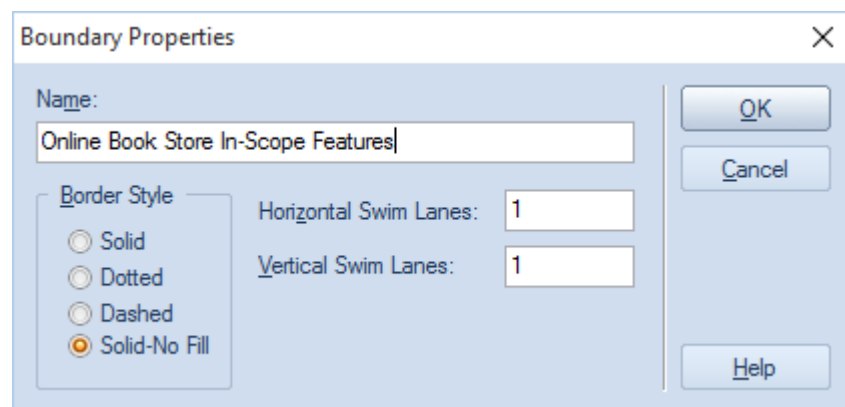 Boundary Properties
Name:
Online Book Store In-Scope Features
Border Style
Solid
Dotted
Dashed
Solid-No Fill
Horizontal Swim Lanes: 1
Vertical Swim Lanes: 1
OK
Cancel
Help